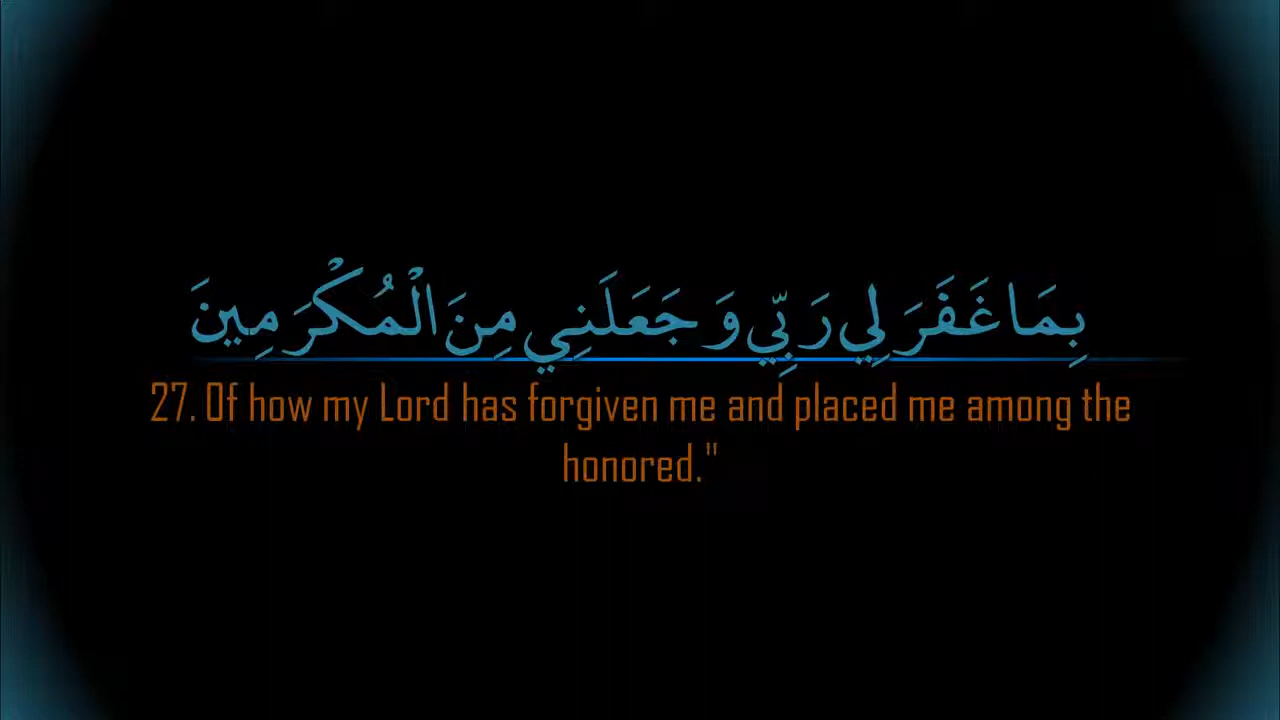 بِمَا غَفَرَ لِي رَبِّي وَجَعَلَنِي مِنَ الْمُكْرَمِينَ
27. Of how my Lord has forgiven me and placed me among the
honored."